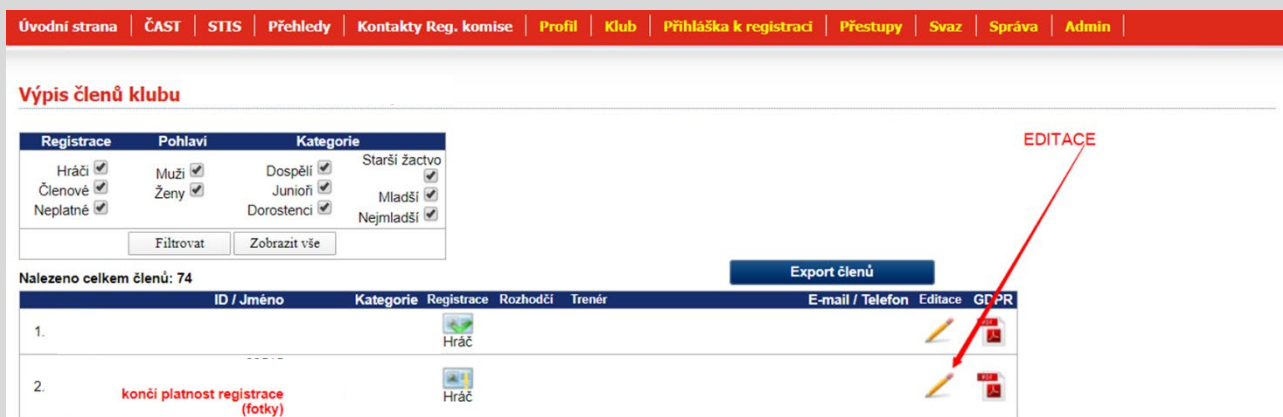 Úvodní strana ČAST STIS Přehledy Kontakty Reg. komise Profil Klub Přihláška k registraci Přestupy Svaz Správa Admin
Výpis členů klubu
EDITACE
Registrace Pohlaví Kategorie
Hráči Muži Dospělí Starší žactvo
Členové Ženy Junioři Mladší
Neplatné Dorostenci Nejmladší
Filtrovat Zobrazit vše
Nalezeno celkem členů: 74
Export členů
ID / Jméno Kategorie Registrace Rozhodčí Trenér E-mail / Telefon Editace GDPR
1. Hráč PDF
2. končí platnost registrace Hráč PDF
(fotky)